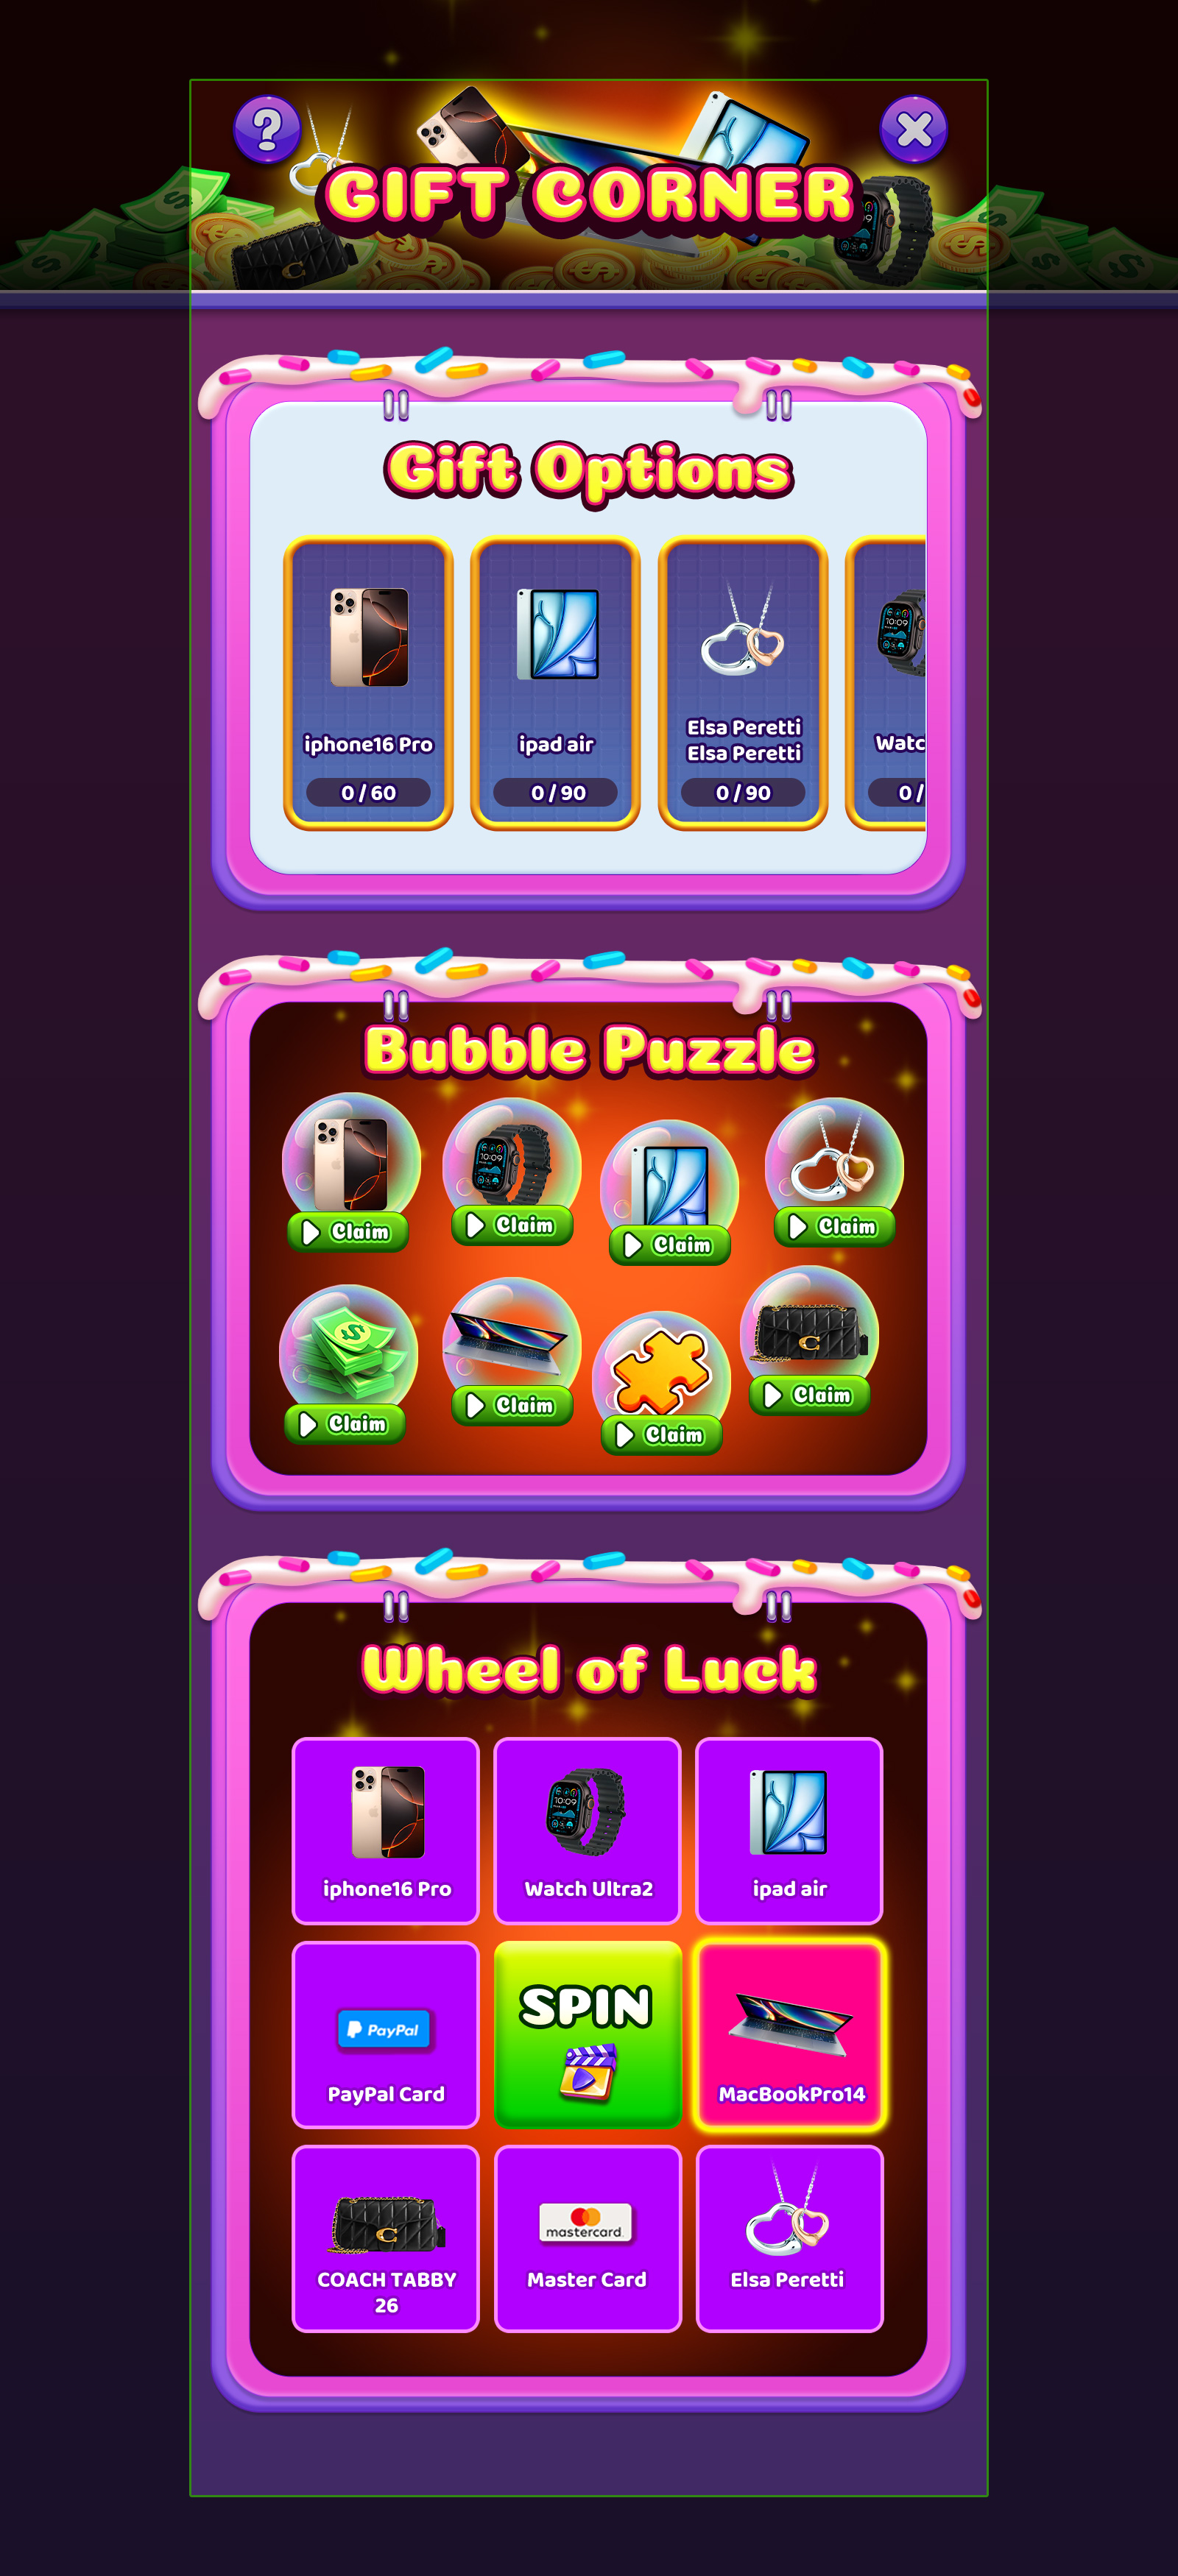 ?
GIFT CORNER
Gift Options
iphone16 Pro
0 / 60
ipad air
0 / 90
Elsa Peretti
Elsa Peretti
0 / 90
Watc
0 /
Bubble Puzzle
Claim
Claim
Claim
Claim
Claim
Claim
Claim
Claim
Wheel of Luck
iphone16 Pro
Watch Ultra2
ipad air
PayPal
PayPal Card
SPIN
MacBookPro14
COACH TABBY
26
mastercard.
Master Card
Elsa Peretti